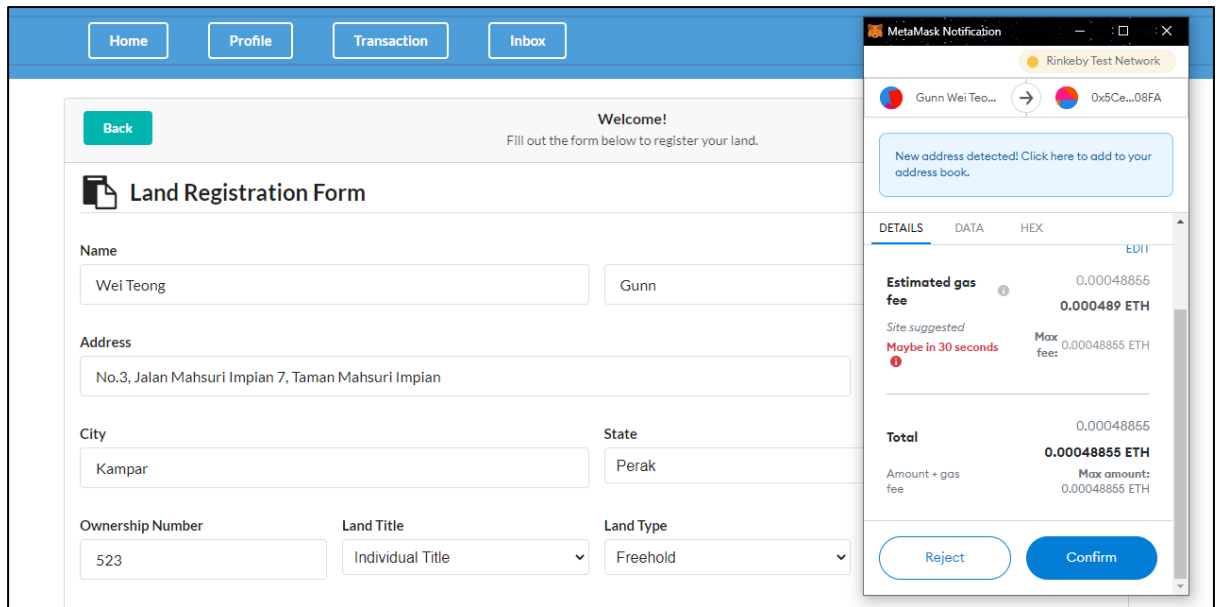 Home Profile Transaction Inbox
Back
Welcome!
Fill out the form below to register your land.
Land Registration Form
Name
Wei Teong Gunn
Address
No.3, Jalan Mahsuri Impian 7, Taman Mahsuri Impian
City State
Kampar Perak
Ownership Number Land Title Land Type
523 Individual Title Freehold
MetaMask Notification
Rinkeby Test Network
Gunn Wei Teo... 0x5Ce...08FA
New address detected! Click here to add to your
address book.
DETAILS DATA HEX
EDIT
Estimated gas 0.00048855
fee 0.000489 ETH
Site suggested Max
Maybe in 30 seconds fee: 0.00048855 ETH
0.00048855
Total
0.00048855 ETH
Amount + gas Max amount:
fee 0.00048855 ETH
Reject Confirm